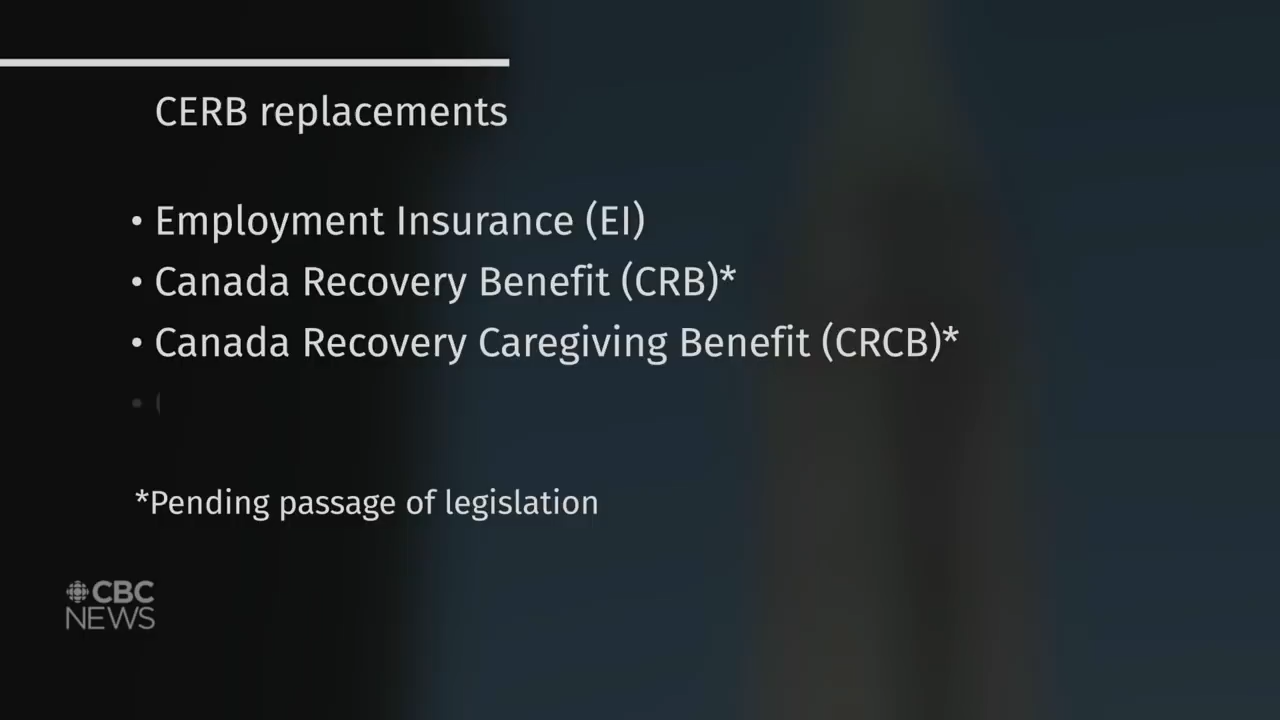 CERB replacements
• Employment Insurance (EI)
• Canada Recovery Benefit (CRB)*
• Canada Recovery Caregiving Benefit (CRCB)*
*Pending passage of legislation
CBC
NEWS